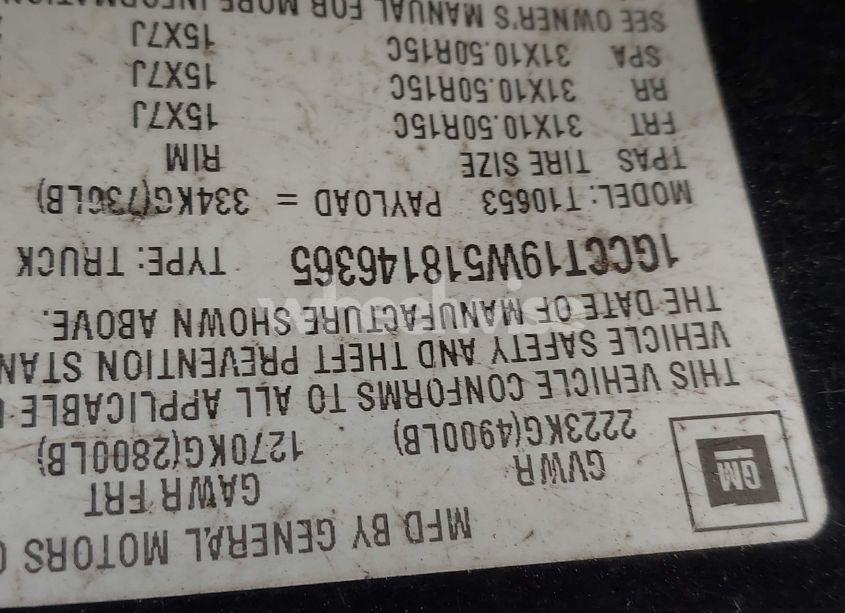 MFD BY GENERAL MOTORS
GM
GVWR GAWR FRT
2223KG(4900LB) 1270KG(2800LB)
THIS VEHICLE CONFORMS TO ALL APPLICABLE
VEHICLE SAFETY AND THEFT PREVENTION STAN
THE DATE OF MANUFACTURE SHOWN ABOVE.
1GCCT19W518146365 TYPE: TRUCK
MODEL: T10653 PAYLOAD = 334KG(736LB)
TPAS TIRE SIZE RIM
FRT 31X10.50R15C 15X7J
RR 31X10.50R15C 15X7J
SPA 31X10.50R15C 15X7J
SEE OWNER'S MANUAL FOR MORE INFORMATION